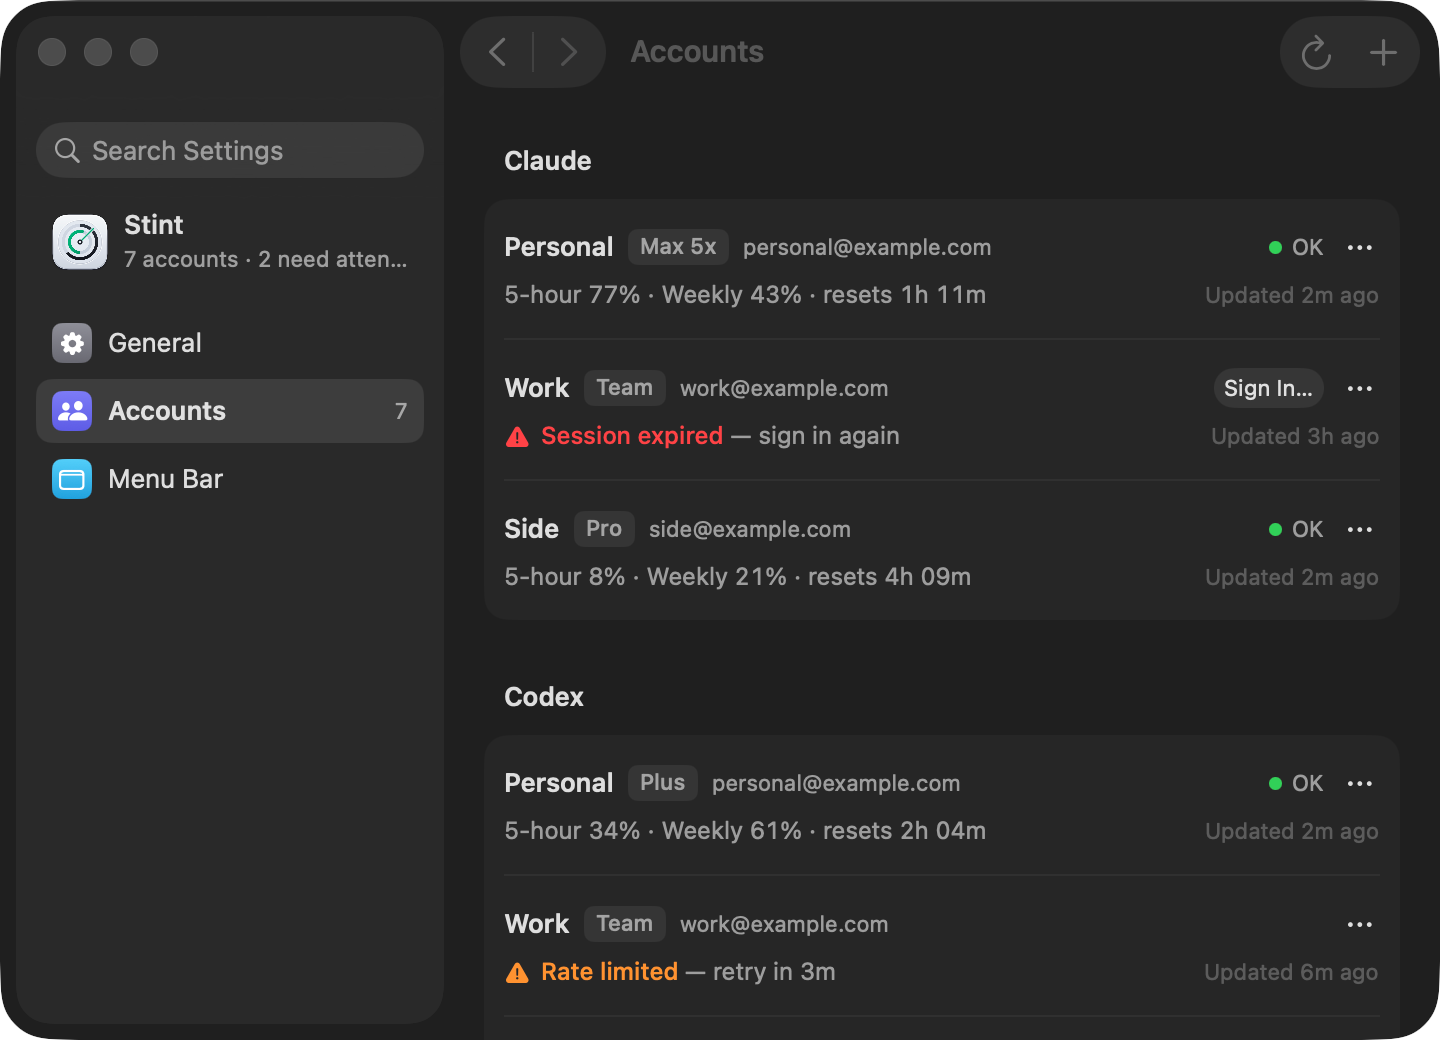 Accounts
Search Settings
Stint
7 accounts · 2 need atten...
General
Accounts 7
Menu Bar
Claude
Personal Max 5x personal@example.com OK
5-hour 77% · Weekly 43% · resets 1h 11m Updated 2m ago
Work Team work@example.com Sign In...
Session expired — sign in again Updated 3h ago
Side Pro side@example.com OK
5-hour 8% · Weekly 21% · resets 4h 09m Updated 2m ago
Codex
Personal Plus personal@example.com OK
5-hour 34% · Weekly 61% · resets 2h 04m Updated 2m ago
Work Team work@example.com
Rate limited — retry in 3m Updated 6m ago